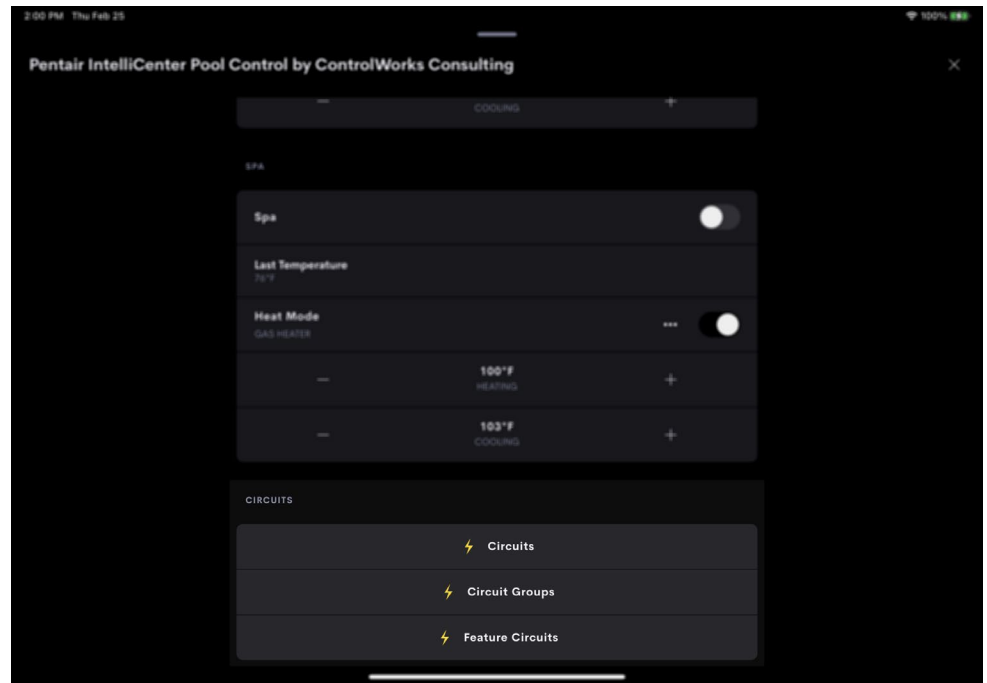 2:00 PM Thu Feb 25
100%
Pentair IntelliCenter Pool Control by ControlWorks Consulting
COOLING
SPA
Spa
Last Temperature
76°F
Heat Mode
GAS HEATER
100°F
HEATING
103°F
COOLING
CIRCUITS
Circuits
Circuit Groups
Feature Circuits